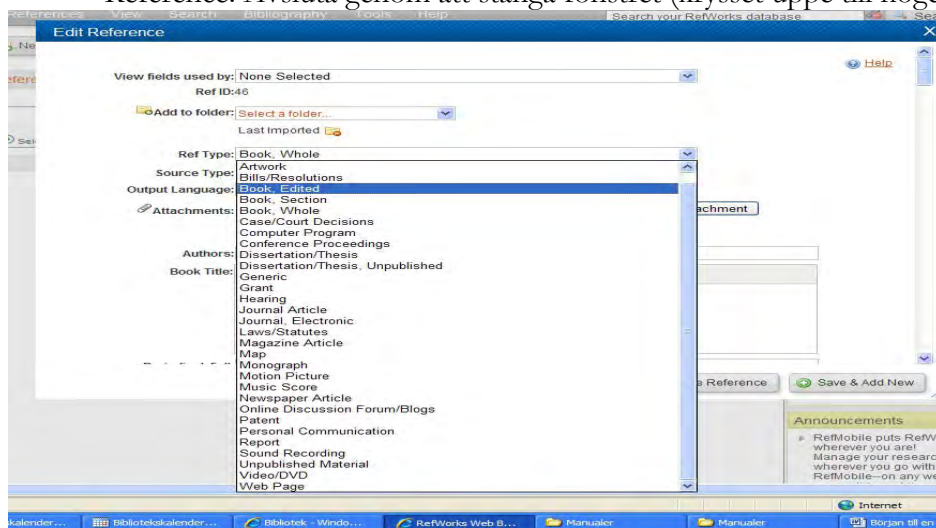 Reference. Avsluta genom att stänga fönstret (krysset uppe till höge
References View Search Bibliography Tools Help Search your RefWorks database Sea
Edit Reference X
Ne
Help
View fields used by: None Selected
Ref ID: 46
Add to folder: Select a folder...
Last Imported
Ref Type: Book, Whole
Source Type:
Output Language:
Attachments:
Authors:
Book Title:
Artwork
Bills/Resolutions
Book, Edited
Book, Section
Book, Whole
Case/Court Decisions
Computer Program
Conference Proceedings
Dissertation/Thesis
Dissertation/Thesis, Unpublished
Generic
Grant
Hearing
Journal Article
Journal, Electronic
Laws/Statutes
Magazine Article
Map
Monograph
Motion Picture
Music Score
Newspaper Article
Online Discussion Forum/Blogs
Patent
Personal Communication
Report
Sound Recording
Unpublished Material
Video/DVD
Web Page
achment
e Reference Save & Add New
Announcements
RefMobile puts RefW
wherever you are!
Manage your researc
wherever you go with
RefMobile--on any we
Internet
kalender... Bibliotekskalender... Bibliotek - Windo... RefWorks Web B... Manualer Manualer Början till en